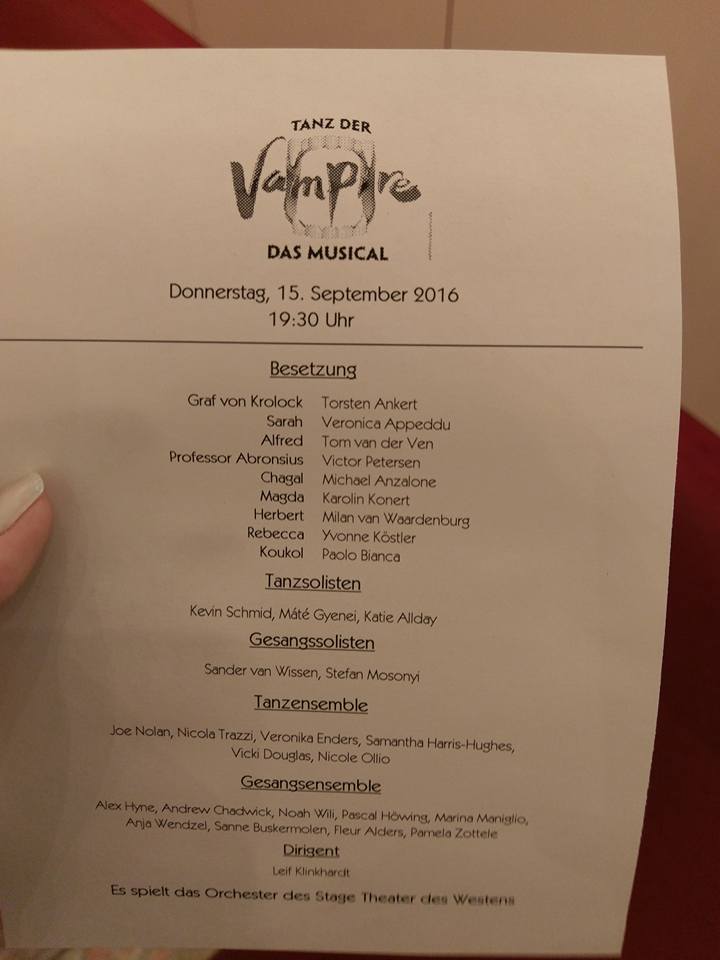 TANZ DER
Vampire
DAS MUSICAL
Donnerstag, 15. September 2016
19:30 Uhr
Besetzung
Graf von Krolock Torsten Ankert
Sarah Veronica Appeddu
Alfred Tom van der Ven
Professor Abronsius Victor Petersen
Chagal Michael Anzalone
Magda Karolin Konert
Herbert Milan van Waardenburg
Rebecca Yvonne Köstler
Koukol Paolo Bianca
Tanzsolisten
Kevin Schmid, Máté Gyenei, Katie Allday
Gesangssolisten
Sander van Wissen, Stefan Mosonyi
Tanzensemble
Joe Nolan, Nicola Trazzi, Veronika Enders, Samantha Harris-Hughes,
Vicki Douglas, Nicole Ollio
Gesangsensemble
Alex Hyne, Andrew Chadwick, Noah Wili, Pascal Höwing, Marina Maniglio,
Anja Wendzel, Sanne Buskermolen, Fleur Alders, Pamela Zottele
Dirigent
Leif Klinkhardt
Es spielt das Orchester des Stage Theater des Westens